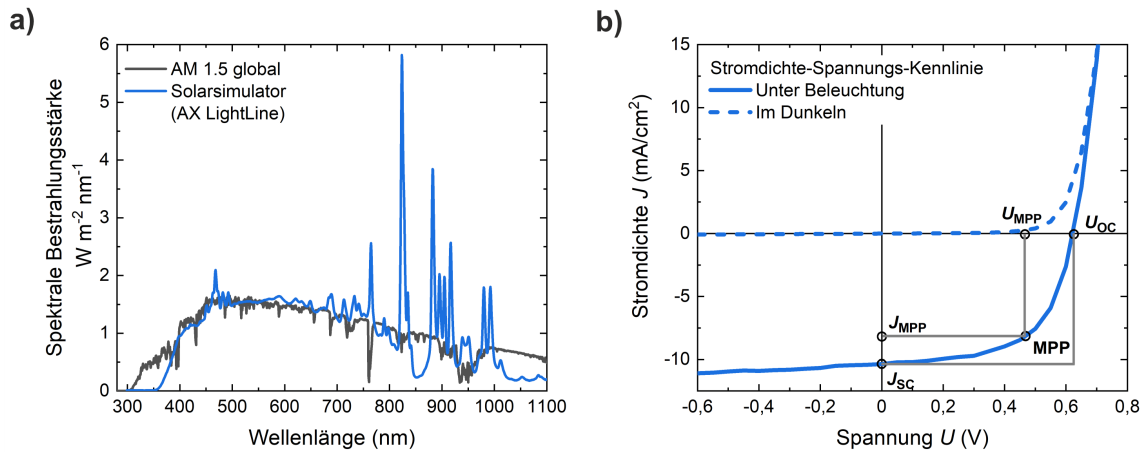 a)
Spektrale Bestrahlungsstärke
W m-2 nm-1
6
5
4
3
2
1
0
AM 1.5 global
Solarsimulator
(AX LightLine)
300 400 500 600 700 800 900 1000 1100
Wellenlänge (nm)
b)
Stromdichte J (mA/cm2)
15
10
5
0
-5
-10
Stromdichte-Spannungs-Kennlinie
Unter Beleuchtung
Im Dunkeln
UMPP
UOC
JMPP
MPP
JSC
-0,6 -0,4 -0,2 0 0,2 0,4 0,6 0,8
Spannung U (V)